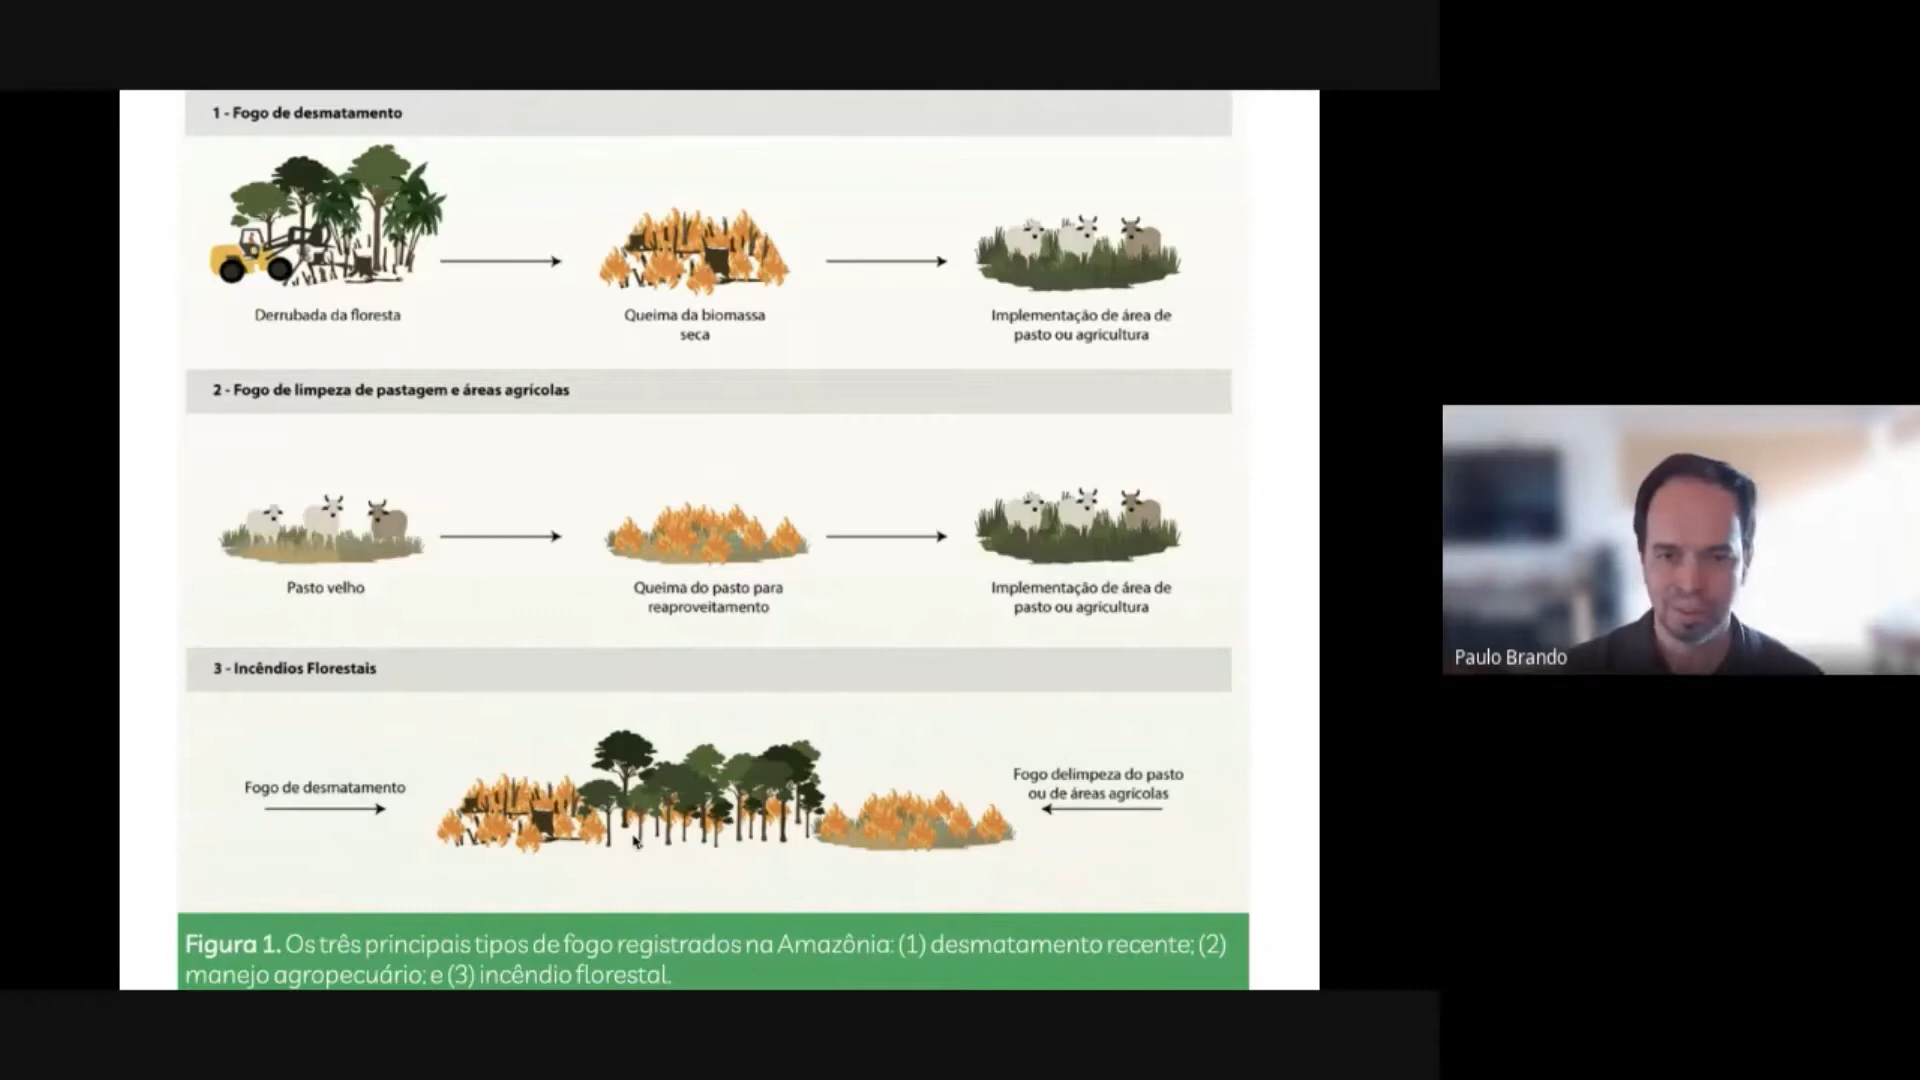 1 - Fogo de desmatamento
Derrubada da floresta
Queima da biomassa
seca
Implementação de área de
pasto ou agricultura
2 - Fogo de limpeza de pastagem e áreas agrícolas
Pasto velho
Queima do pasto para
reaproveitamento
Implementação de área de
pasto ou agricultura
3 - Incêndios Florestais
Fogo de desmatamento
Fogo delimpeza do pasto
ou de áreas agrícolas
Figura 1. Os três principais tipos de fogo registrados na Amazônia: (1) desmatamento recente; (2)
manejo agropecuário; e (3) incêndio florestal.
Paulo Brando